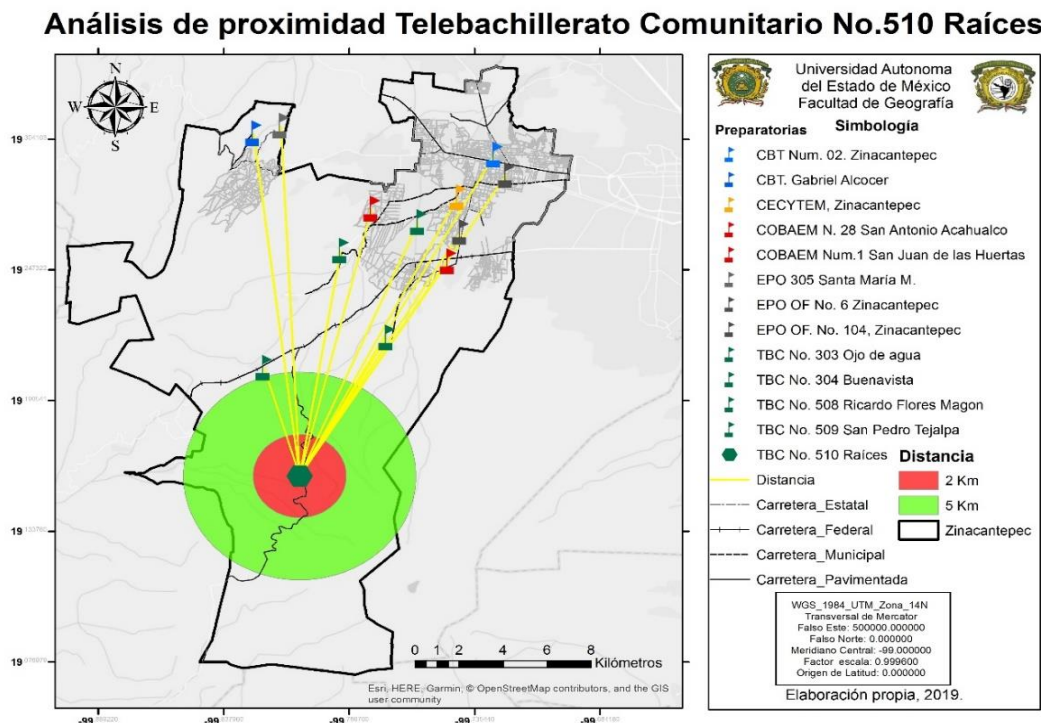 Análisis de proximidad Telebachillerato Comunitario No.510 Raíces
N
W E
S
Universidad Autonoma
del Estado de México
Facultad de Geografía
Preparatorias Simbología
CBT Num. 02. Zinacantepec
CBT. Gabriel Alcocer
CECYTEM, Zinacantepec
COBAEM N. 28 San Antonio Acahualco
COBAEM Num.1 San Juan de las Huertas
EPO 305 Santa María M.
EPO OF No. 6 Zinacantepec
EPO OF. No. 104, Zinacantepec
TBC No. 303 Ojo de agua
TBC No. 304 Buenavista
TBC No. 508 Ricardo Flores Magon
TBC No. 509 San Pedro Tejalpa
TBC No. 510 Raíces
Distancia
2 Km
5 Km
Zinacantepec
Distancia
Carretera_Estatal
Carretera_Federal
Carretera_Municipal
Carretera_Pavimentada
WGS_1984_UTM_Zona_14N
Transversal de Mercator
Falso Este: 500000.000000
Falso Norte: 0.000000
Meridiano Central: -99.000000
Factor escala: 0.999600
Origen de Latitud: 0.000000
Elaboración propia, 2019.
0 1 2 4 6 8
Kilómetros
Esri, HERE, Garmin, © OpenStreetMap contributors, and the GIS
user community